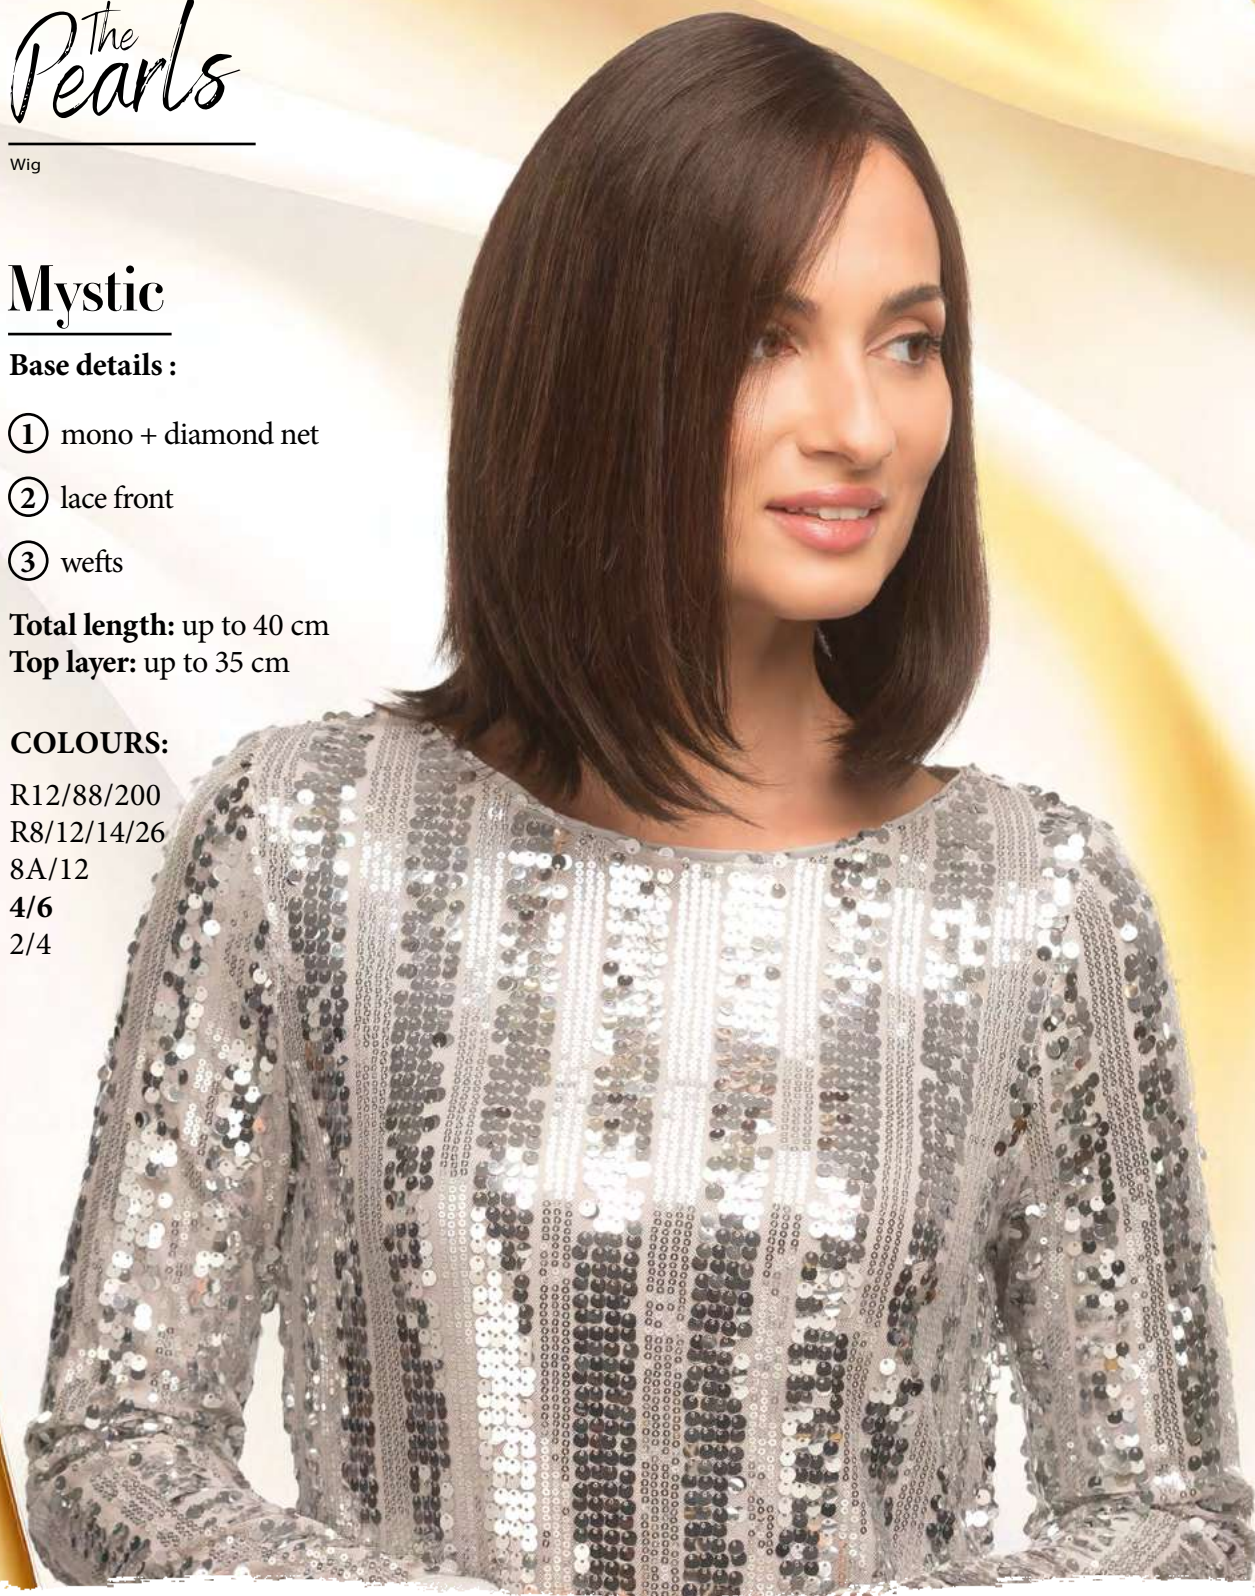 The
Pearls
Wig
Mystic
Base details :
1 mono + diamond net
2 lace front
3 wefts
Total length: up to 40 cm
Top layer: up to 35 cm
COLOURS:
R12/88/200
R8/12/14/26
8A/12
4/6
2/4